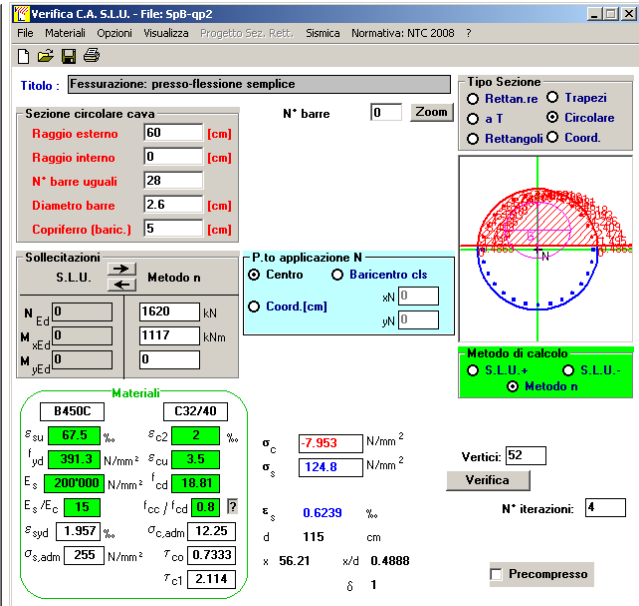 Verifica C.A. S.L.U. - File: SpB-qp2
File Materiali Opzioni Visualizza Progetto Sez. Rett. Sismica Normativa: NTC 2008 ?
Titolo : Fessurazione: presso-flessione semplice
Tipo Sezione
Rettan.re Trapezi
a T Circolare
Rettangoli Coord.
Sezione circolare cava
Raggio esterno 60 [cm]
Raggio interno 0 [cm]
N* barre uguali 28
Diametro barre 2.6 [cm]
Copriferro (baric.) 5 [cm]
N* barre 0 Zoom
N
Sollecitazioni
S.L.U. Metodo n
N Ed 0 1620 kN
M xEd 0 1117 kNm
M yEd 0 0
P.to applicazione N
Centro Baricentro cls
Coord.[cm] xN 0
yN 0
Metodo di calcolo
S.L.U.+ S.L.U.-
Metodo n
Materiali
B450C C32/40
εsu 67.5 ‰ εc2 2 ‰
fyd 391.3 N/mm² εcu 3.5
Es 200'000 N/mm² fcd 18.81
Es/Ec 15 fcc/fcd 0.8 ?
εsyd 1.957 ‰ σc,adm 12.25
σs,adm 255 N/mm² τco 0.7333
τc1 2.114
σc -7.953 N/mm²
σs 124.8 N/mm²
εs 0.6239 ‰
d 115 cm
x 56.21 x/d 0.4888
δ 1
Vertici: 52
Verifica
N* iterazioni: 4
Precompresso